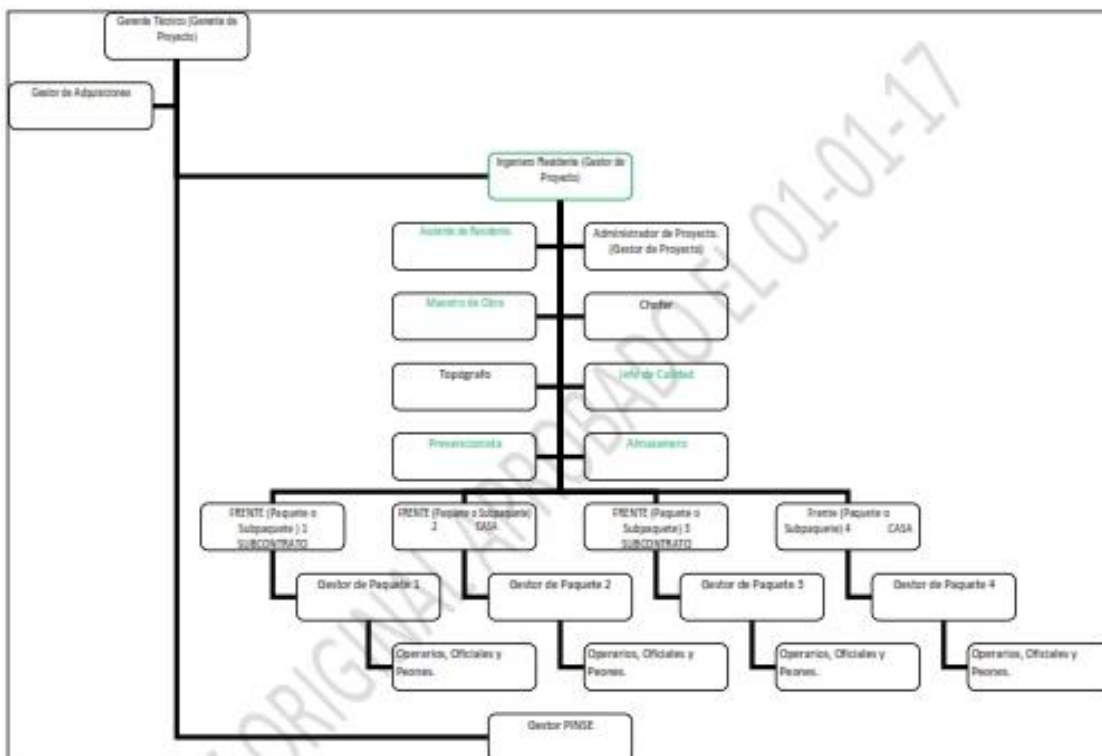 Gerente Técnico (Gerente de
Proyecto)
Gestor de Adquisiciones
Ingeniero Residente (Gestor de
Proyecto)
Asistente de Residente
Administrador de Proyecto.
(Gestor de Proyecto)
Maestro de Obra
Chofer
Topógrafo
Jefe de Calidad
Prevencionista
Almacenero
FRENTE (Paquete o
Subpaquete ) 1
SUBCONTRATO
FRENTE (Paquete o Subpaquete)
2 CASA
FRENTE (Paquete o
Subpaquete) 3
SUBCONTRATO
Frente (Paquete o
Subpaquete) 4 CASA
Gestor de Paquete 1
Gestor de Paquete 2
Gestor de Paquete 3
Gestor de Paquete 4
Operarios, Oficiales y
Peones.
Operarios, Oficiales y
Peones.
Operarios, Oficiales y
Peones.
Operarios, Oficiales y
Peones.
Gestor PINSE
ORIGINAL APROBADO EL 01-01-17